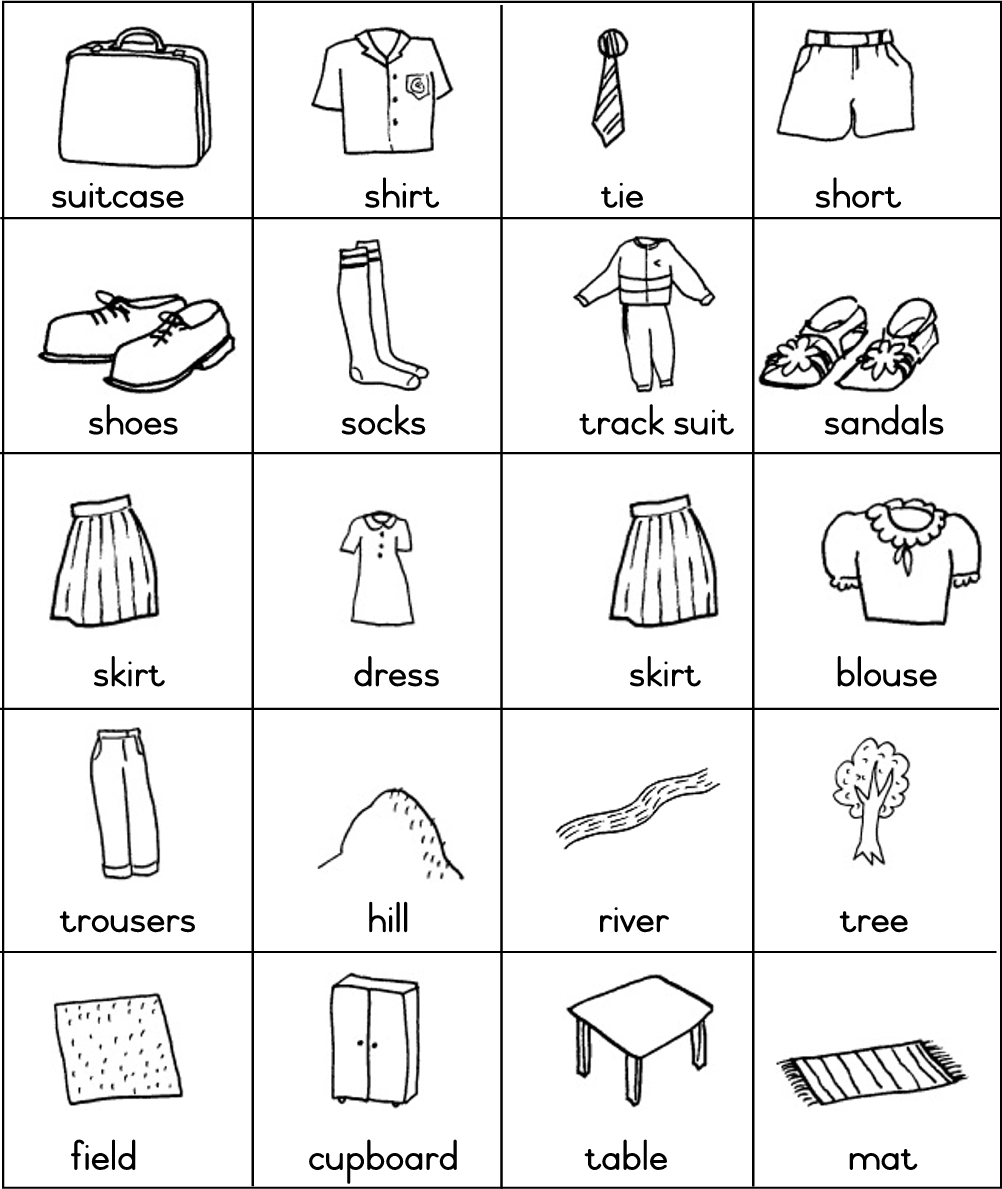 suitcase
shirt
tie
short
shoes
socks
track suit
sandals
skirt
dress
skirt
blouse
trousers
hill
river
tree
field
cupboard
table
mat